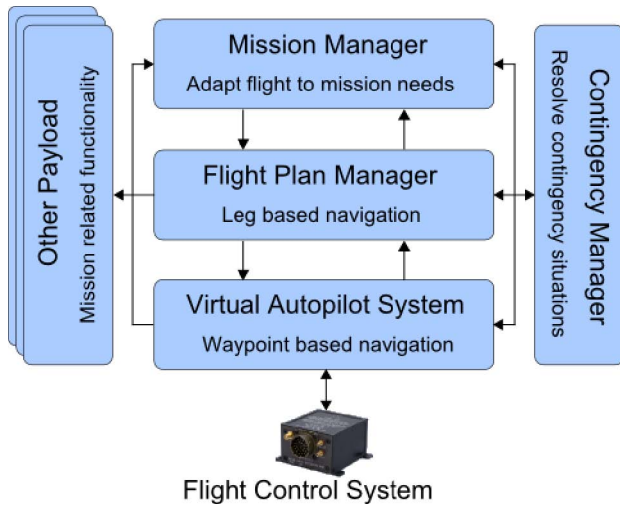 Mission Manager
Adapt flight to mission needs
Flight Plan Manager
Leg based navigation
Virtual Autopilot System
Waypoint based navigation
Other Payload
Mission related functionality
Contingency Manager
Resolve contingency situations
Flight Control System